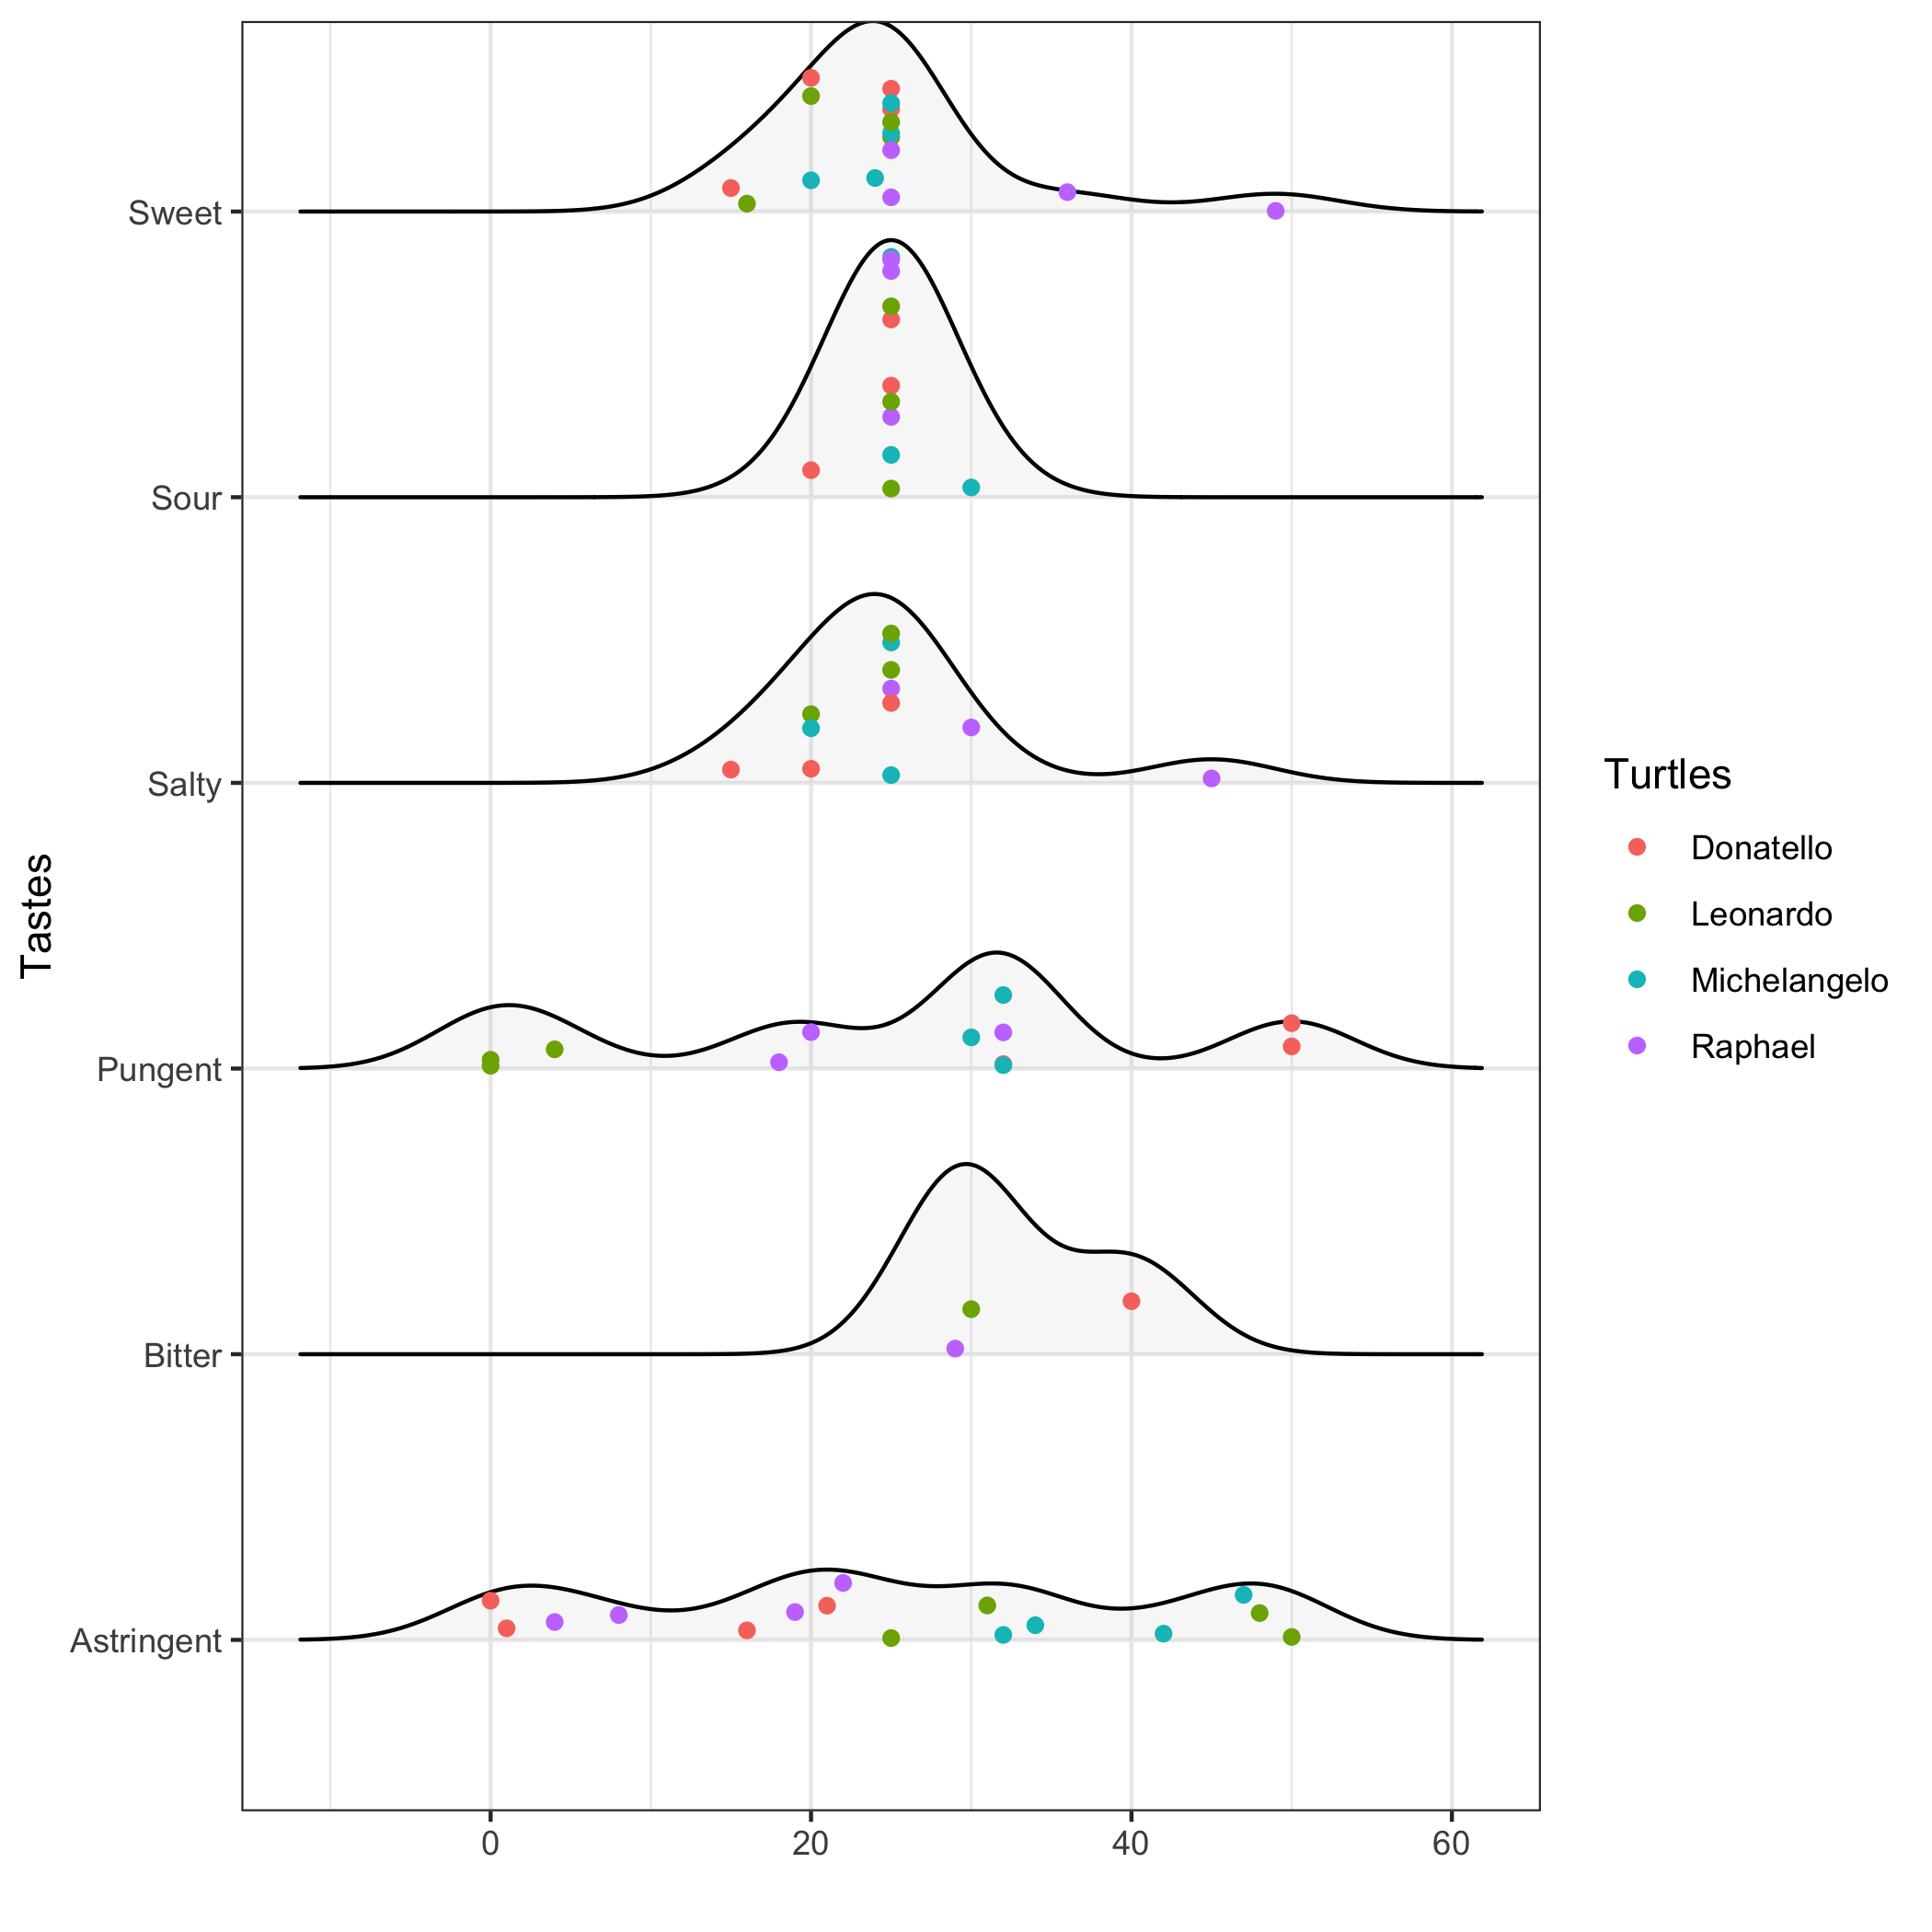 Sweet
Sour
Salty
Pungent
Bitter
Astringent
Tastes
0 20 40 60
Turtles
Donatello
Leonardo
Michelangelo
Raphael